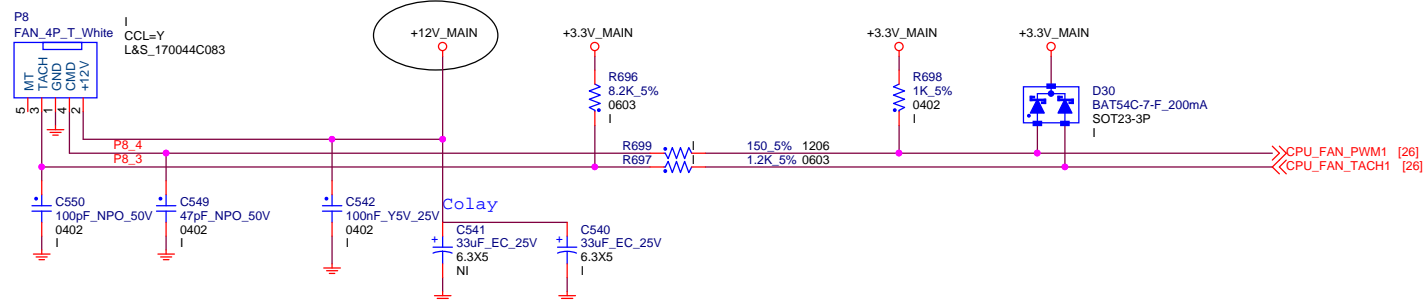 P8
FAN_4P_T_White
I
CCL=Y
L&S_170044C083
MT
TACH
GND
CMD
+12V
5
3
1
4
2
+12V_MAIN
+3.3V_MAIN
R696
8.2K_5%
0603
I
+3.3V_MAIN
R698
1K_5%
0402
I
+3.3V_MAIN
D30
BAT54C-7-F_200mA
SOT23-3P
I
P8_4
R699
I
150_5% 1206
CPU_FAN_PWM1 [26]
P8_3
R697
I
1.2K_5% 0603
CPU_FAN_TACH1 [26]
C550
100pF_NPO_50V
0402
I
C549
47pF_NPO_50V
0402
I
C542
100nF_Y5V_25V
0402
I
Colay
C541
33uF_EC_25V
6.3X5
NI
C540
33uF_EC_25V
6.3X5
I